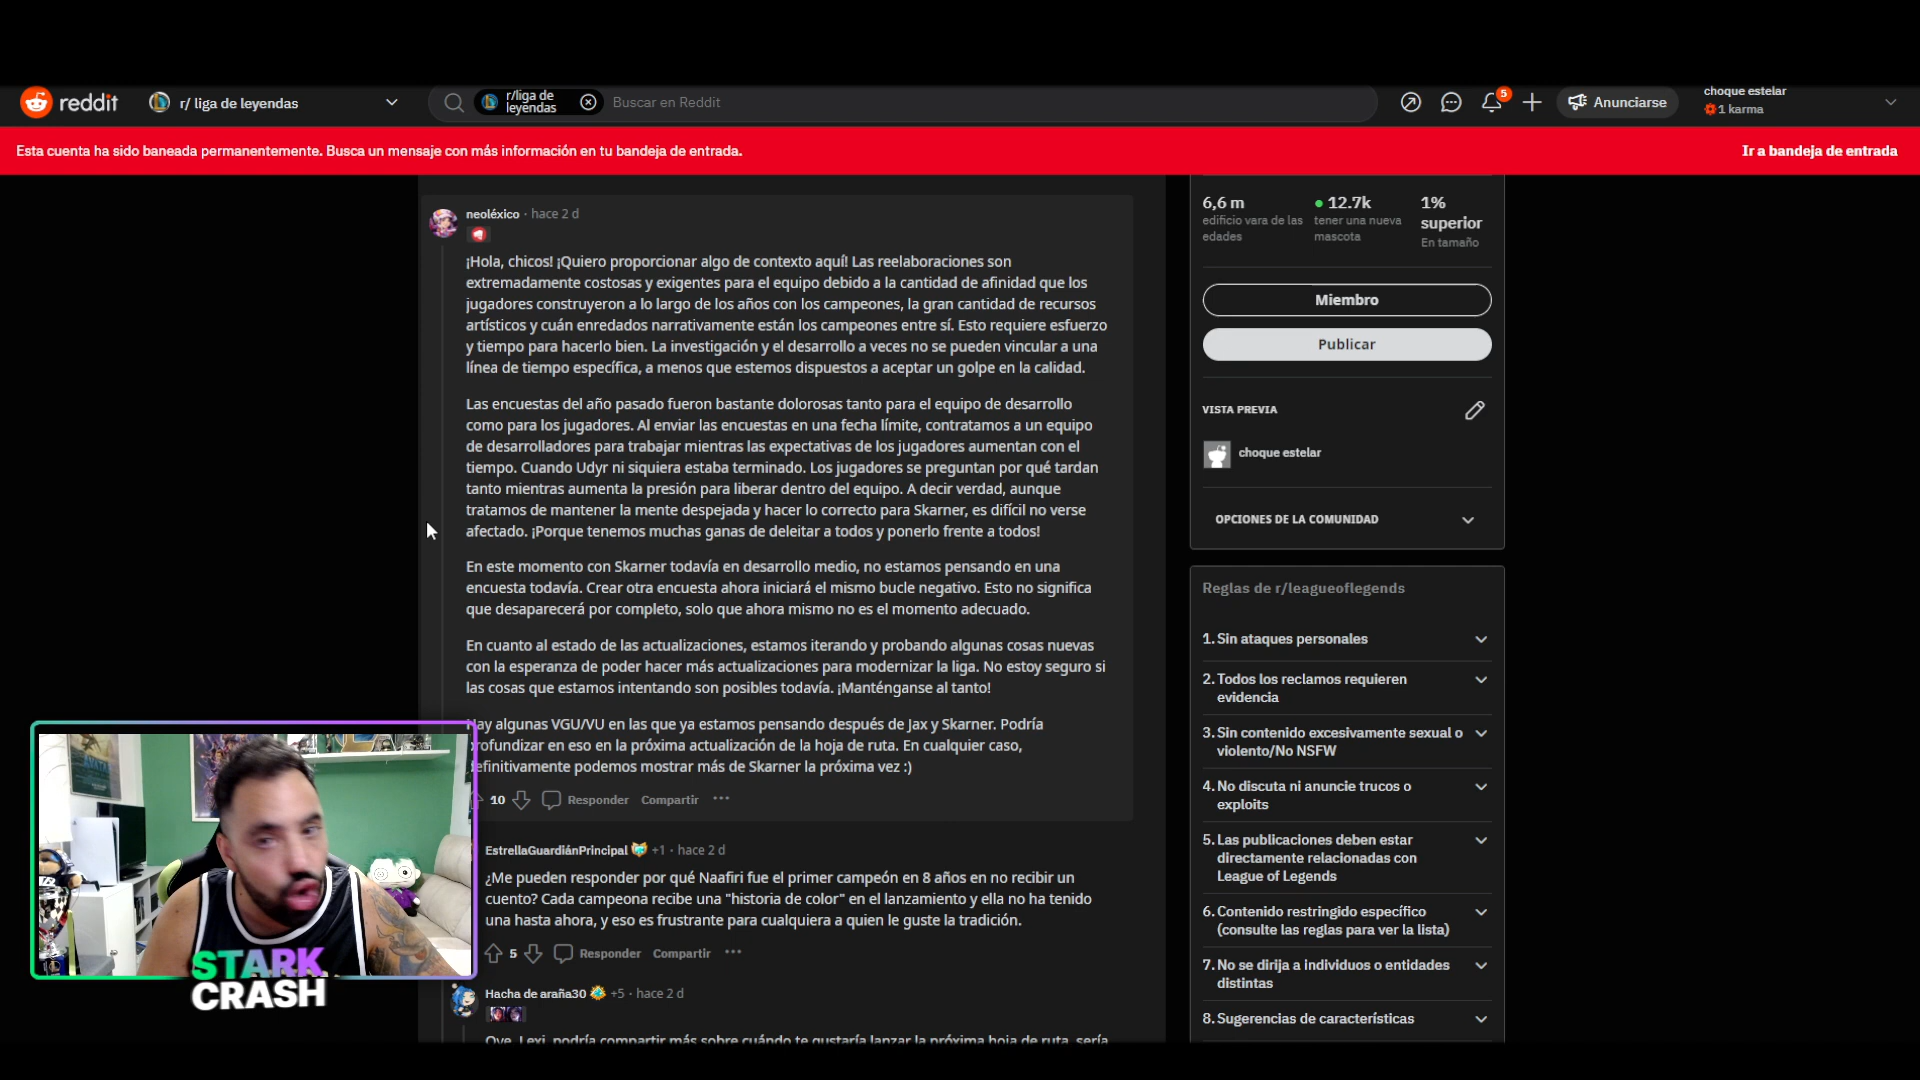 reddit
r/ liga de leyendas
r/liga de
leyendas
Buscar en Reddit
5
Anunciarse
choque estelar
1 karma
Esta cuenta ha sido baneada permanentemente. Busca un mensaje con más información en tu bandeja de entrada.
Ir a bandeja de entrada
neoléxico · hace 2 d
¡Hola, chicos! ¡Quiero proporcionar algo de contexto aquí! Las reelaboraciones son
extremadamente costosas y exigentes para el equipo debido a la cantidad de afinidad que los
jugadores construyeron a lo largo de los años con los campeones, la gran cantidad de recursos
artísticos y cuán enredados narrativamente están los campeones entre sí. Esto requiere esfuerzo
y tiempo para hacerlo bien. La investigación y el desarrollo a veces no se pueden vincular a una
línea de tiempo específica, a menos que estemos dispuestos a aceptar un golpe en la calidad.
Las encuestas del año pasado fueron bastante dolorosas tanto para el equipo de desarrollo
como para los jugadores. Al enviar las encuestas en una fecha límite, contratamos a un equipo
de desarrolladores para trabajar mientras las expectativas de los jugadores aumentan con el
tiempo. Cuando Udyr ni siquiera estaba terminado. Los jugadores se preguntan por qué tardan
tanto mientras aumenta la presión para liberar dentro del equipo. A decir verdad, aunque
tratamos de mantener la mente despejada y hacer lo correcto para Skarner, es difícil no verse
afectado. ¡Porque tenemos muchas ganas de deleitar a todos y ponerlo frente a todos!
En este momento con Skarner todavía en desarrollo medio, no estamos pensando en una
encuesta todavía. Crear otra encuesta ahora iniciará el mismo bucle negativo. Esto no significa
que desaparecerá por completo, solo que ahora mismo no es el momento adecuado.
En cuanto al estado de las actualizaciones, estamos iterando y probando algunas cosas nuevas
con la esperanza de poder hacer más actualizaciones para modernizar la liga. No estoy seguro si
las cosas que estamos intentando son posibles todavía. ¡Manténganse al tanto!
algunas VGU/VU en las que ya estamos pensando después de Jax y Skarner. Podría
en eso en la próxima actualización de la hoja de ruta. En cualquier caso,
podemos mostrar más de Skarner la próxima vez :)
10 Responder Compartir ···
EstrellaGuardiánPrincipal +1 · hace 2 d
¿Me pueden responder por qué Naafiri fue el primer campeón en 8 años en no recibir un
cuento? Cada campeona recibe una "historia de color" en el lanzamiento y ella no ha tenido
una hasta ahora, y eso es frustrante para cualquiera a quien le guste la tradición.
5 Responder Compartir ···
Hacha de araña30 +5 · hace 2 d
Oye, Lexi, podría compartir más sobre cuándo te gustaría lanzar la próxima hoja de ruta, sería
6,6 m
edificio vara de las
edades
12.7k
tener una nueva
mascota
1%
superior
En tamaño
Miembro
Publicar
VISTA PREVIA
choque estelar
OPCIONES DE LA COMUNIDAD
Reglas de r/leagueoflegends
1. Sin ataques personales
2. Todos los reclamos requieren
evidencia
3. Sin contenido excesivamente sexual o
violento/No NSFW
4. No discuta ni anuncie trucos o
exploits
5. Las publicaciones deben estar
directamente relacionadas con
League of Legends
6. Contenido restringido específico
(consulte las reglas para ver la lista)
7. No se dirija a individuos o entidades
distintas
8. Sugerencias de características
AVATAR
STARK
CRASH